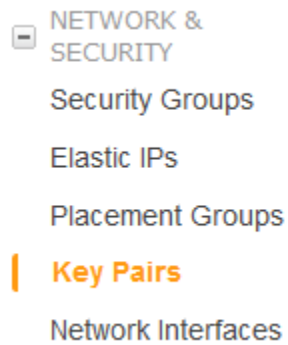 NETWORK &
SECURITY
Security Groups
Elastic IPs
Placement Groups
Key Pairs
Network Interfaces